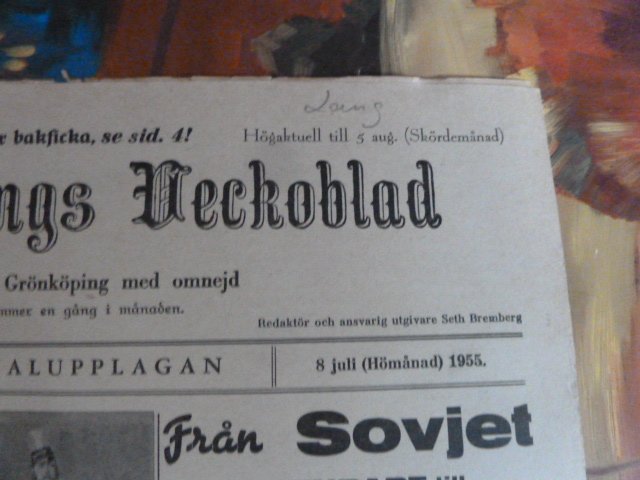 Lang
bakficka, se sid. 4!
Högaktuell till 5 aug. (Skördemånad)
ngs Veckoblad
Grönköping med omnejd
mmer en gång i månaden.
Redaktör och ansvarig utgivare Seth Bremberg
ALUPPLAGAN
8 juli (Hömånad) 1955.
Från Sovjet